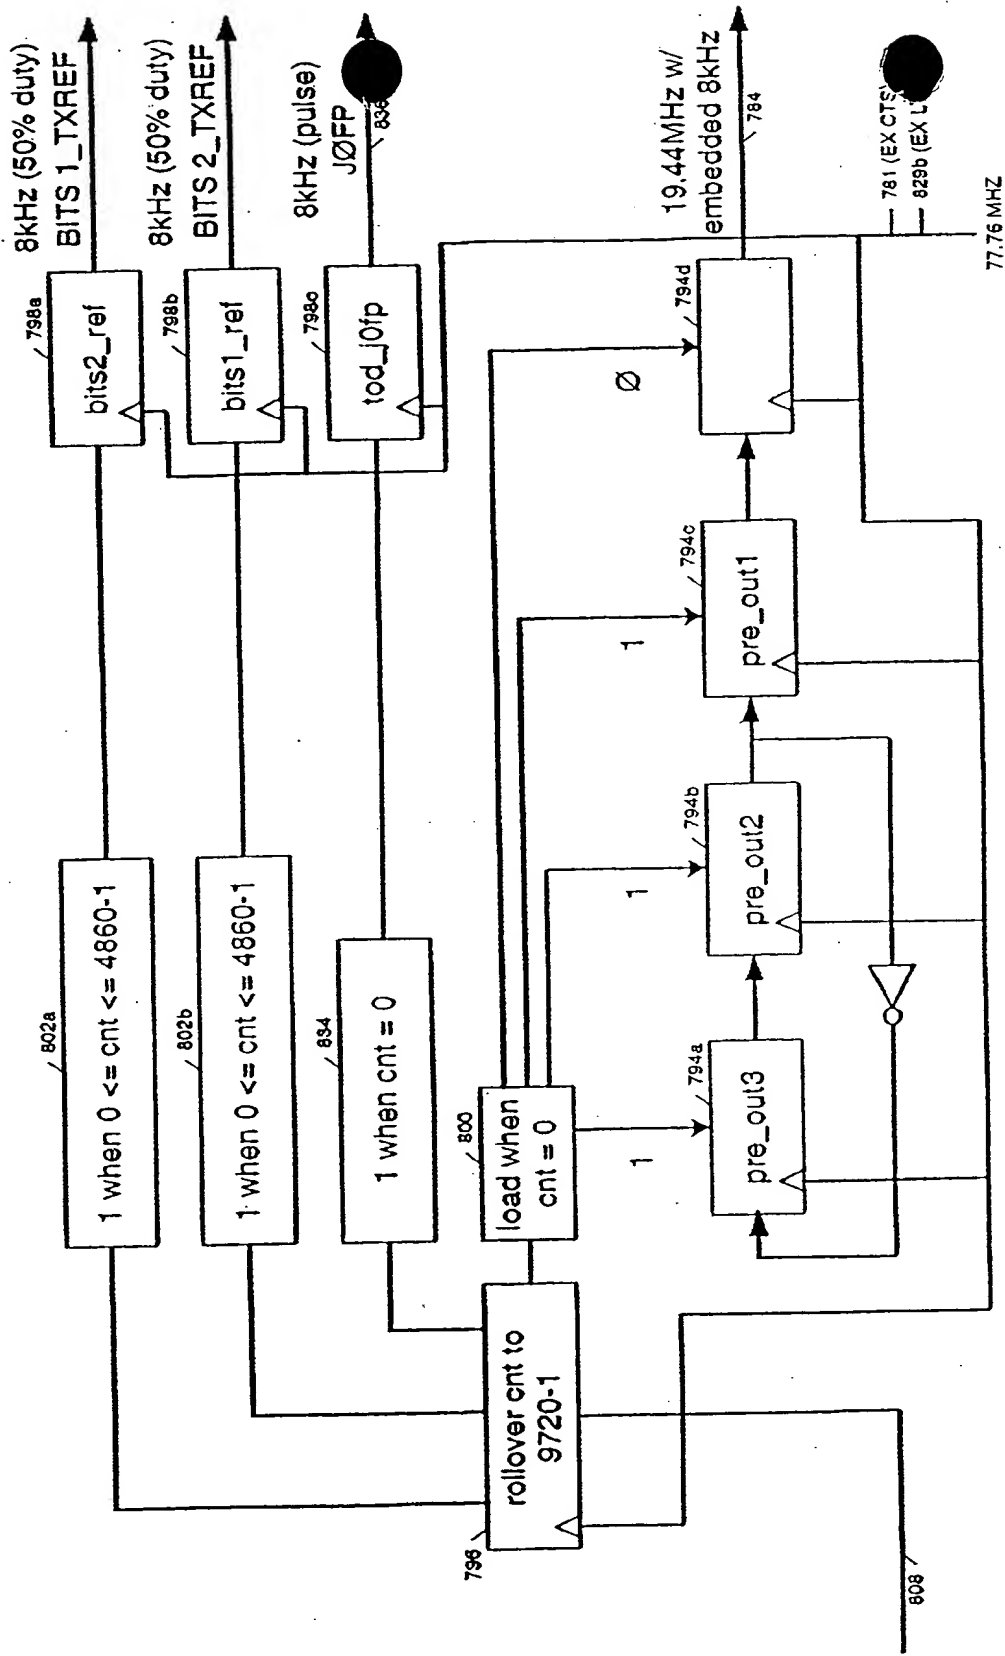 8kHz (50% duty)
BITS 1_TXREF
798a
bits2_ref
1 when 0 <= cnt <= 4860-1
802a
8kHz (50% duty)
BITS 2_TXREF
798b
bits1_ref
1 when 0 <= cnt <= 4860-1
802b
8kHz (pulse)
JØFP
836
798c
tod_j0fp
1 when cnt = 0
834
800
load when
cnt = 0
rollover cnt to
9720-1
796
808
1
794a
pre_out3
1
794b
pre_out2
1
794c
pre_out1
Ø
794d
19.44MHz w/
embedded 8kHz
784
781 (EX CTS
829b (EX
77.76 MHZ